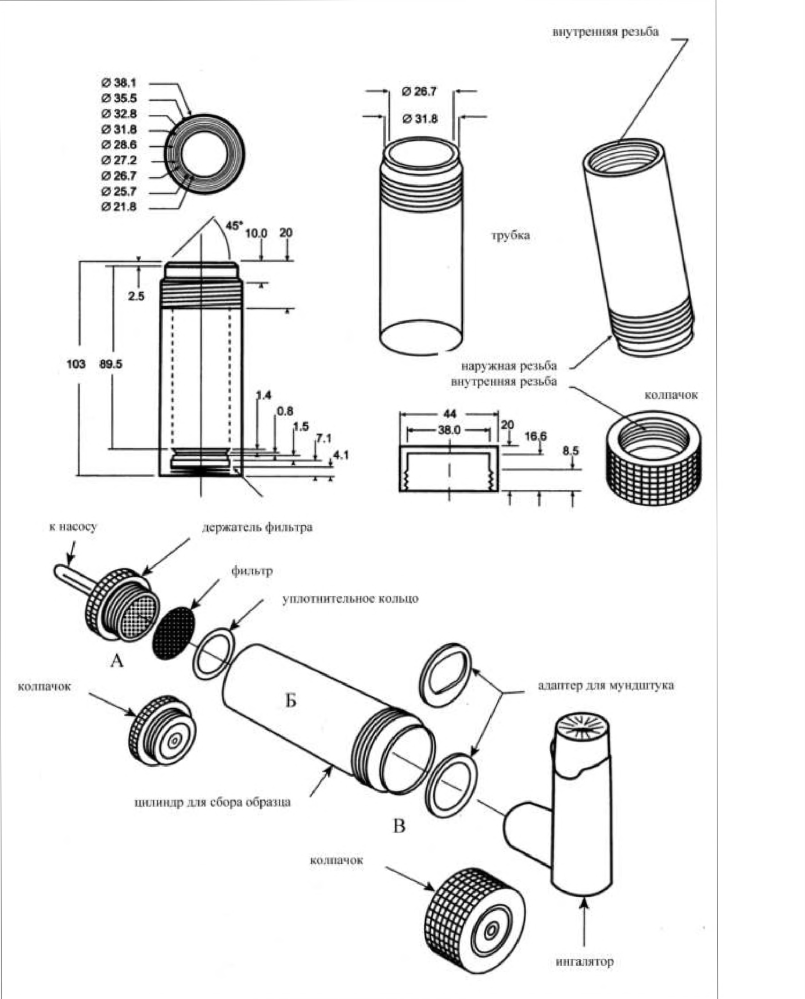 внутренняя резьба
Ø 38.1
Ø 35.5
Ø 32.8
Ø 31.8
Ø 28.6
Ø 27.2
Ø 26.7
Ø 25.7
Ø 21.8
Ø 26.7
Ø 31.8
45°
10.0
20
2.5
трубка
103
89.5
1.4
0.8
1.5
7.1
4.1
наружная резьба
внутренняя резьба
колпачок
44
38.0
20
16.6
8.5
к насосу
держатель фильтра
фильтр
уплотнительное кольцо
А
колпачок
Б
адаптер для мундштука
цилиндр для сбора образца
В
колпачок
ингалятор